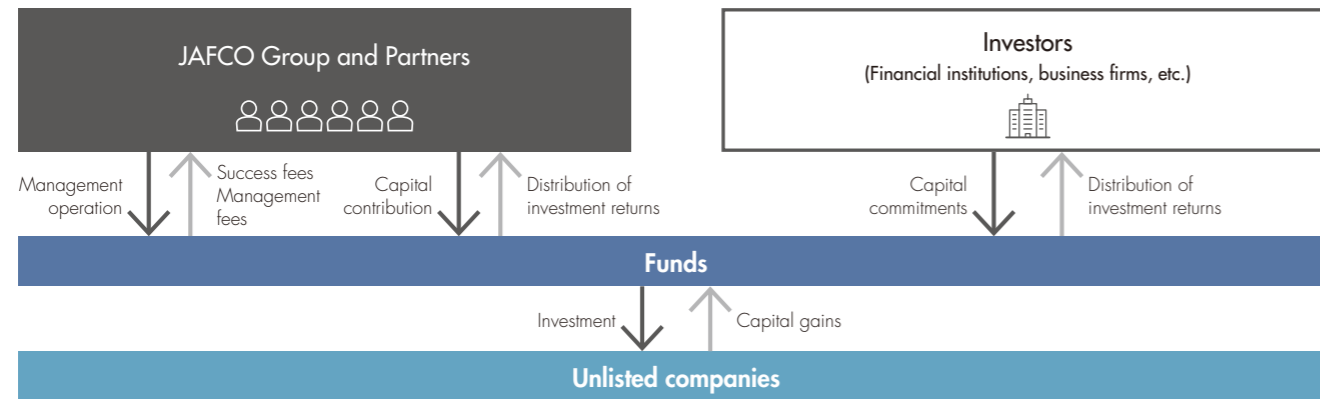 JAFCO Group and Partners
Investors
(Financial institutions, business firms, etc.)
Management
operation
Success fees
Management
fees
Capital
contribution
Distribution of
investment returns
Capital
commitments
Distribution of
investment returns
Funds
Investment
Capital gains
Unlisted companies